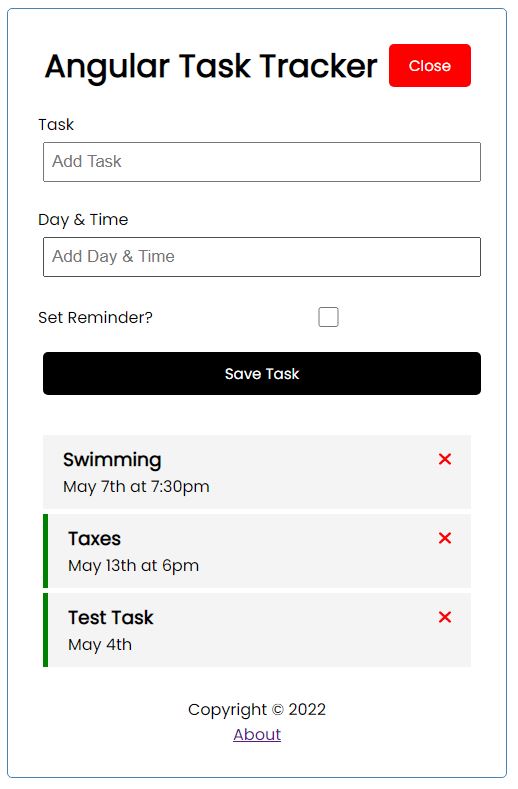 Angular Task Tracker
Close
Task
Add Task
Day & Time
Add Day & Time
Set Reminder?
Save Task
Swimming
May 7th at 7:30pm
Taxes
May 13th at 6pm
Test Task
May 4th
Copyright © 2022
About